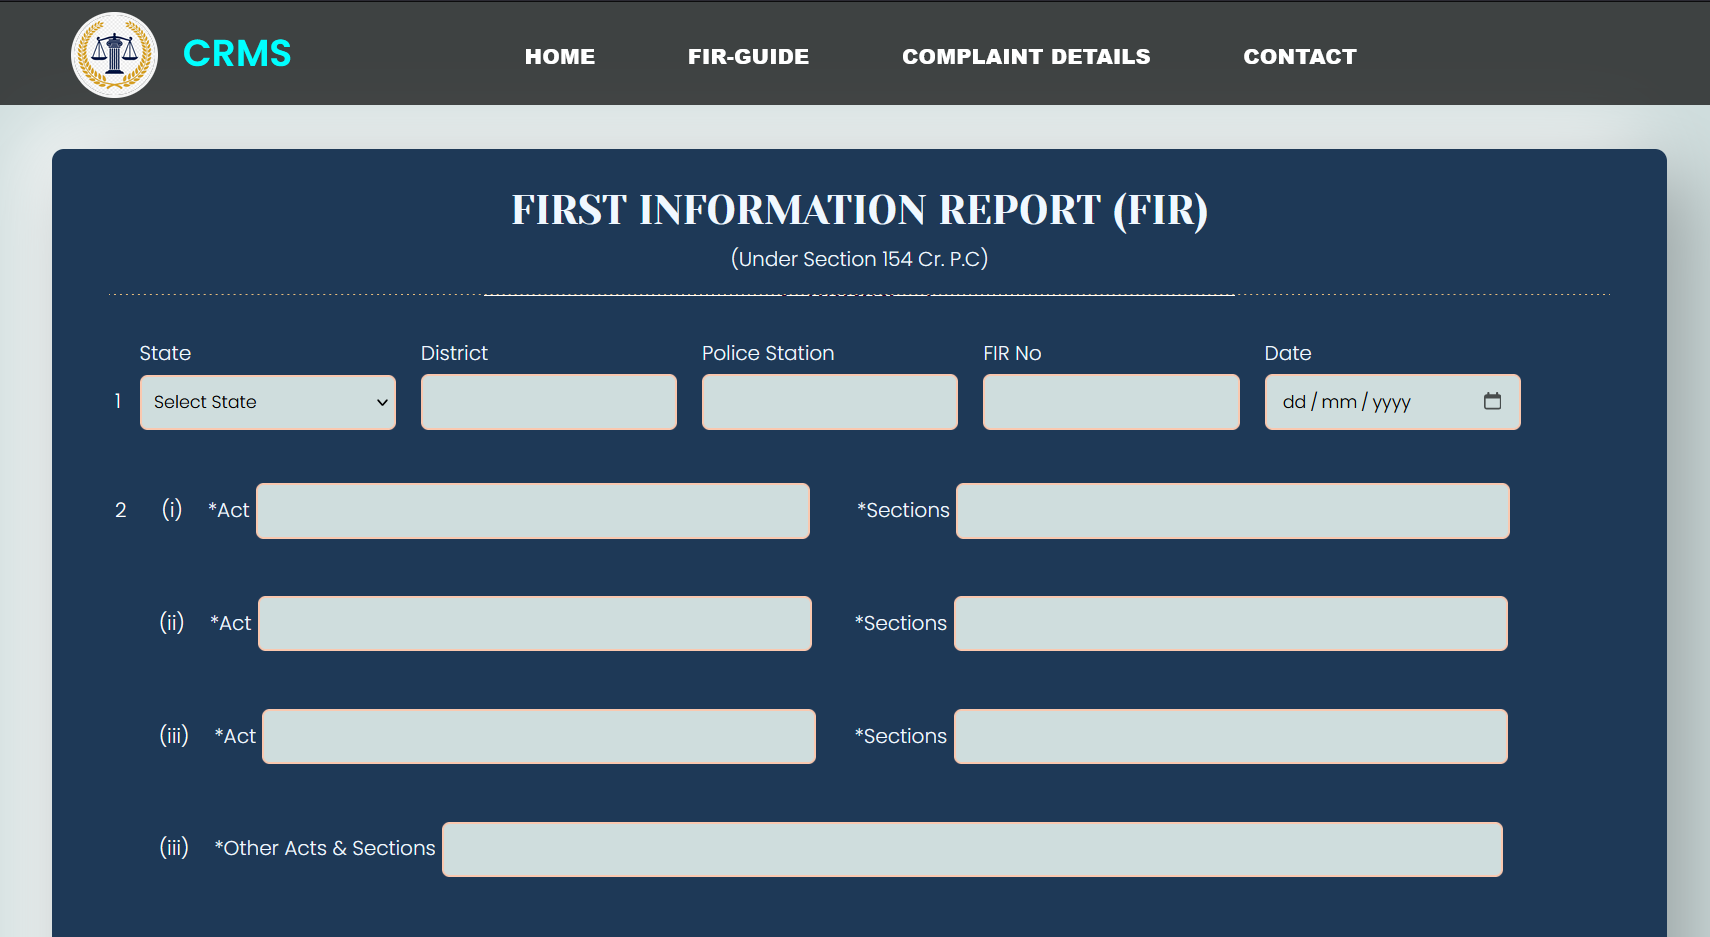 CRMS
HOME FIR-GUIDE COMPLAINT DETAILS CONTACT
FIRST INFORMATION REPORT (FIR)
(Under Section 154 Cr. P.C)
State District Police Station FIR No Date
1 Select State dd/mm/yyyy
2 (i) *Act *Sections
(ii) *Act *Sections
(iii) *Act *Sections
(iii) *Other Acts & Sections